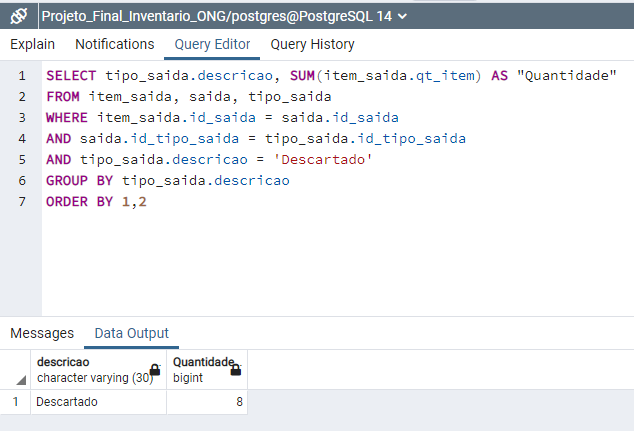 Projeto_Final_Inventario_ONG/postgres@PostgreSQL 14
Explain Notifications Query Editor Query History
1 SELECT tipo_saida.descricao, SUM(item_saida.qt_item) AS "Quantidade"
2 FROM item_saida, saida, tipo_saida
3 WHERE item_saida.id_saida = saida.id_saida
4 AND saida.id_tipo_saida = tipo_saida.id_tipo_saida
5 AND tipo_saida.descricao = 'Descartado'
6 GROUP BY tipo_saida.descricao
7 ORDER BY 1,2
Messages Data Output
descricao Quantidade
character varying (30) bigint
1 Descartado 8